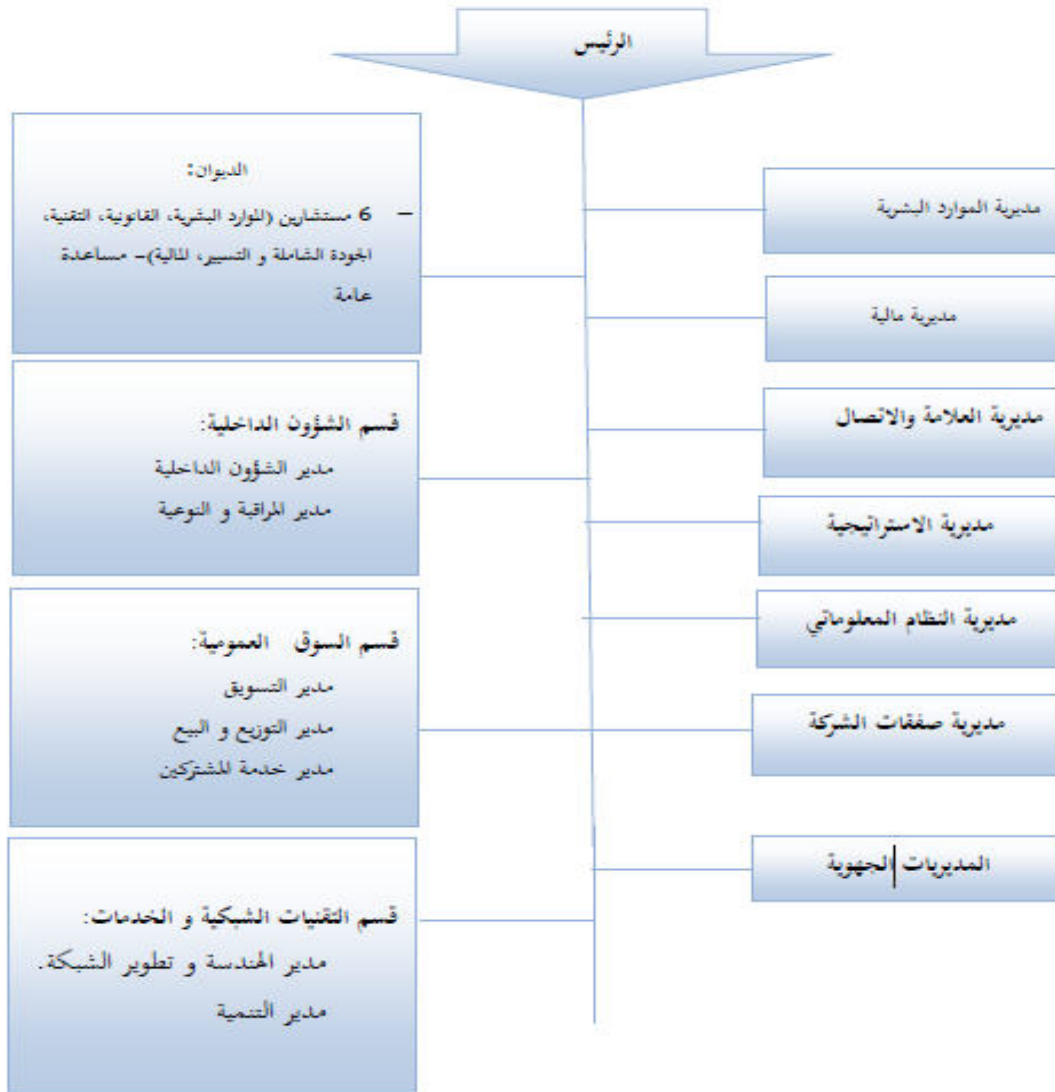 الرئيس
مديرية الموارد البشرية
مديرية مالية
مديرية العلامة والاتصال
مديرية الاستراتيجية
مديرية النظام المعلوماتي
مديرية صفقات الشركة
المديريات الجهوية
الديوان:
– 6 مستشارين (الموارد البشرية، القانونية، التقنية،
الجودة الشاملة و التسيير، المالية)– مساعدة
عامة
قسم الشؤون الداخلية:
مدير الشؤون الداخلية
مدير المراقبة و النوعية
قسم السوق العمومية:
مدير التسويق
مدير التوزيع و البيع
مدير خدمة المشتركين
قسم التقنيات الشبكية و الخدمات:
مدير الهندسة و تطوير الشبكة.
مدير التنمية